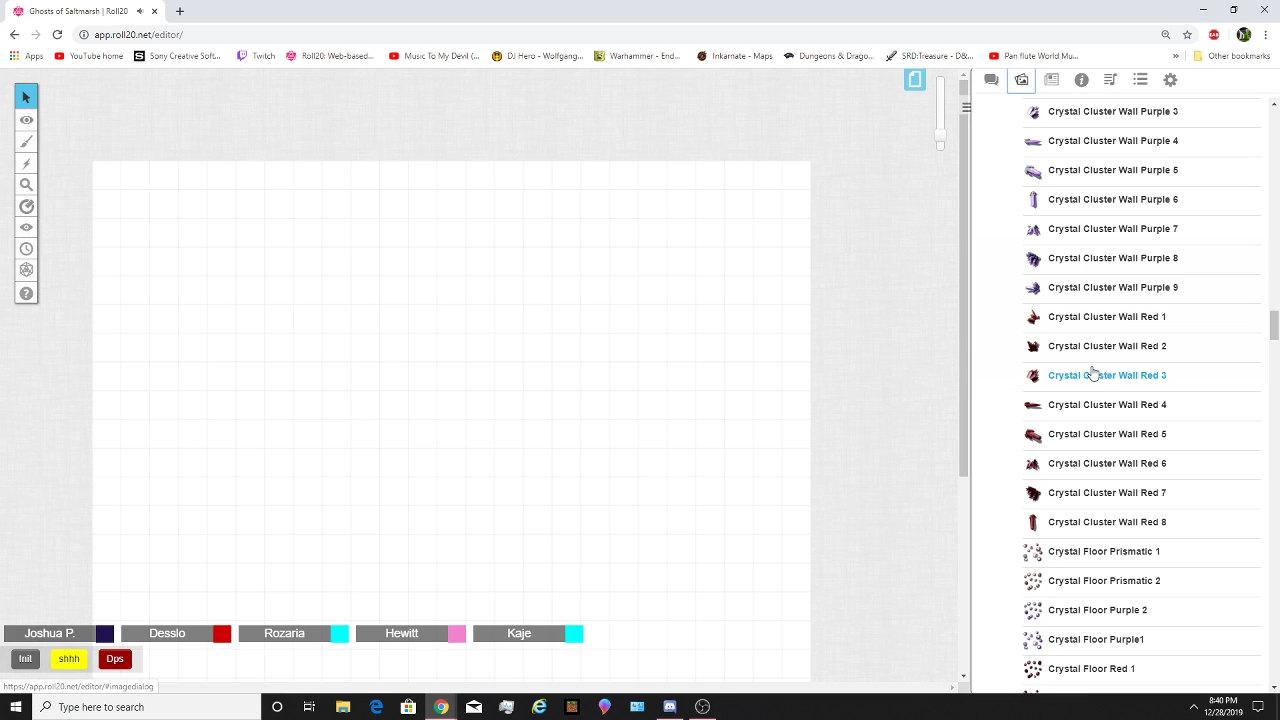 Ghosts of Saltmarsh | Roll20
app.roll20.net/editor/
Apps YouTube home Sony Creative Soft... Twitch Roll20: Web-based... Music To My Devil (... DJ Hero - Wolfgang... Warhammer - End... Inkarnate - Maps Dungeons & Drago... SRD:Treasure - D&... Pan flute World Mu... » Other bookmarks
Crystal Cluster Wall Purple 3
Crystal Cluster Wall Purple 4
Crystal Cluster Wall Purple 5
Crystal Cluster Wall Purple 6
Crystal Cluster Wall Purple 7
Crystal Cluster Wall Purple 8
Crystal Cluster Wall Purple 9
Crystal Cluster Wall Red 1
Crystal Cluster Wall Red 2
Crystal Cluster Wall Red 3
Crystal Cluster Wall Red 4
Crystal Cluster Wall Red 5
Crystal Cluster Wall Red 6
Crystal Cluster Wall Red 7
Crystal Cluster Wall Red 8
Crystal Floor Prismatic 1
Crystal Floor Prismatic 2
Crystal Floor Purple 2
Crystal Floor Purple1
Crystal Floor Red 1
Joshua P. Desslo Rozaria Hewitt Kaje
Init shhh Dps
https://app.roll20.net/editor/#imagedialog
Type here to search
8:40 PM
12/28/2019